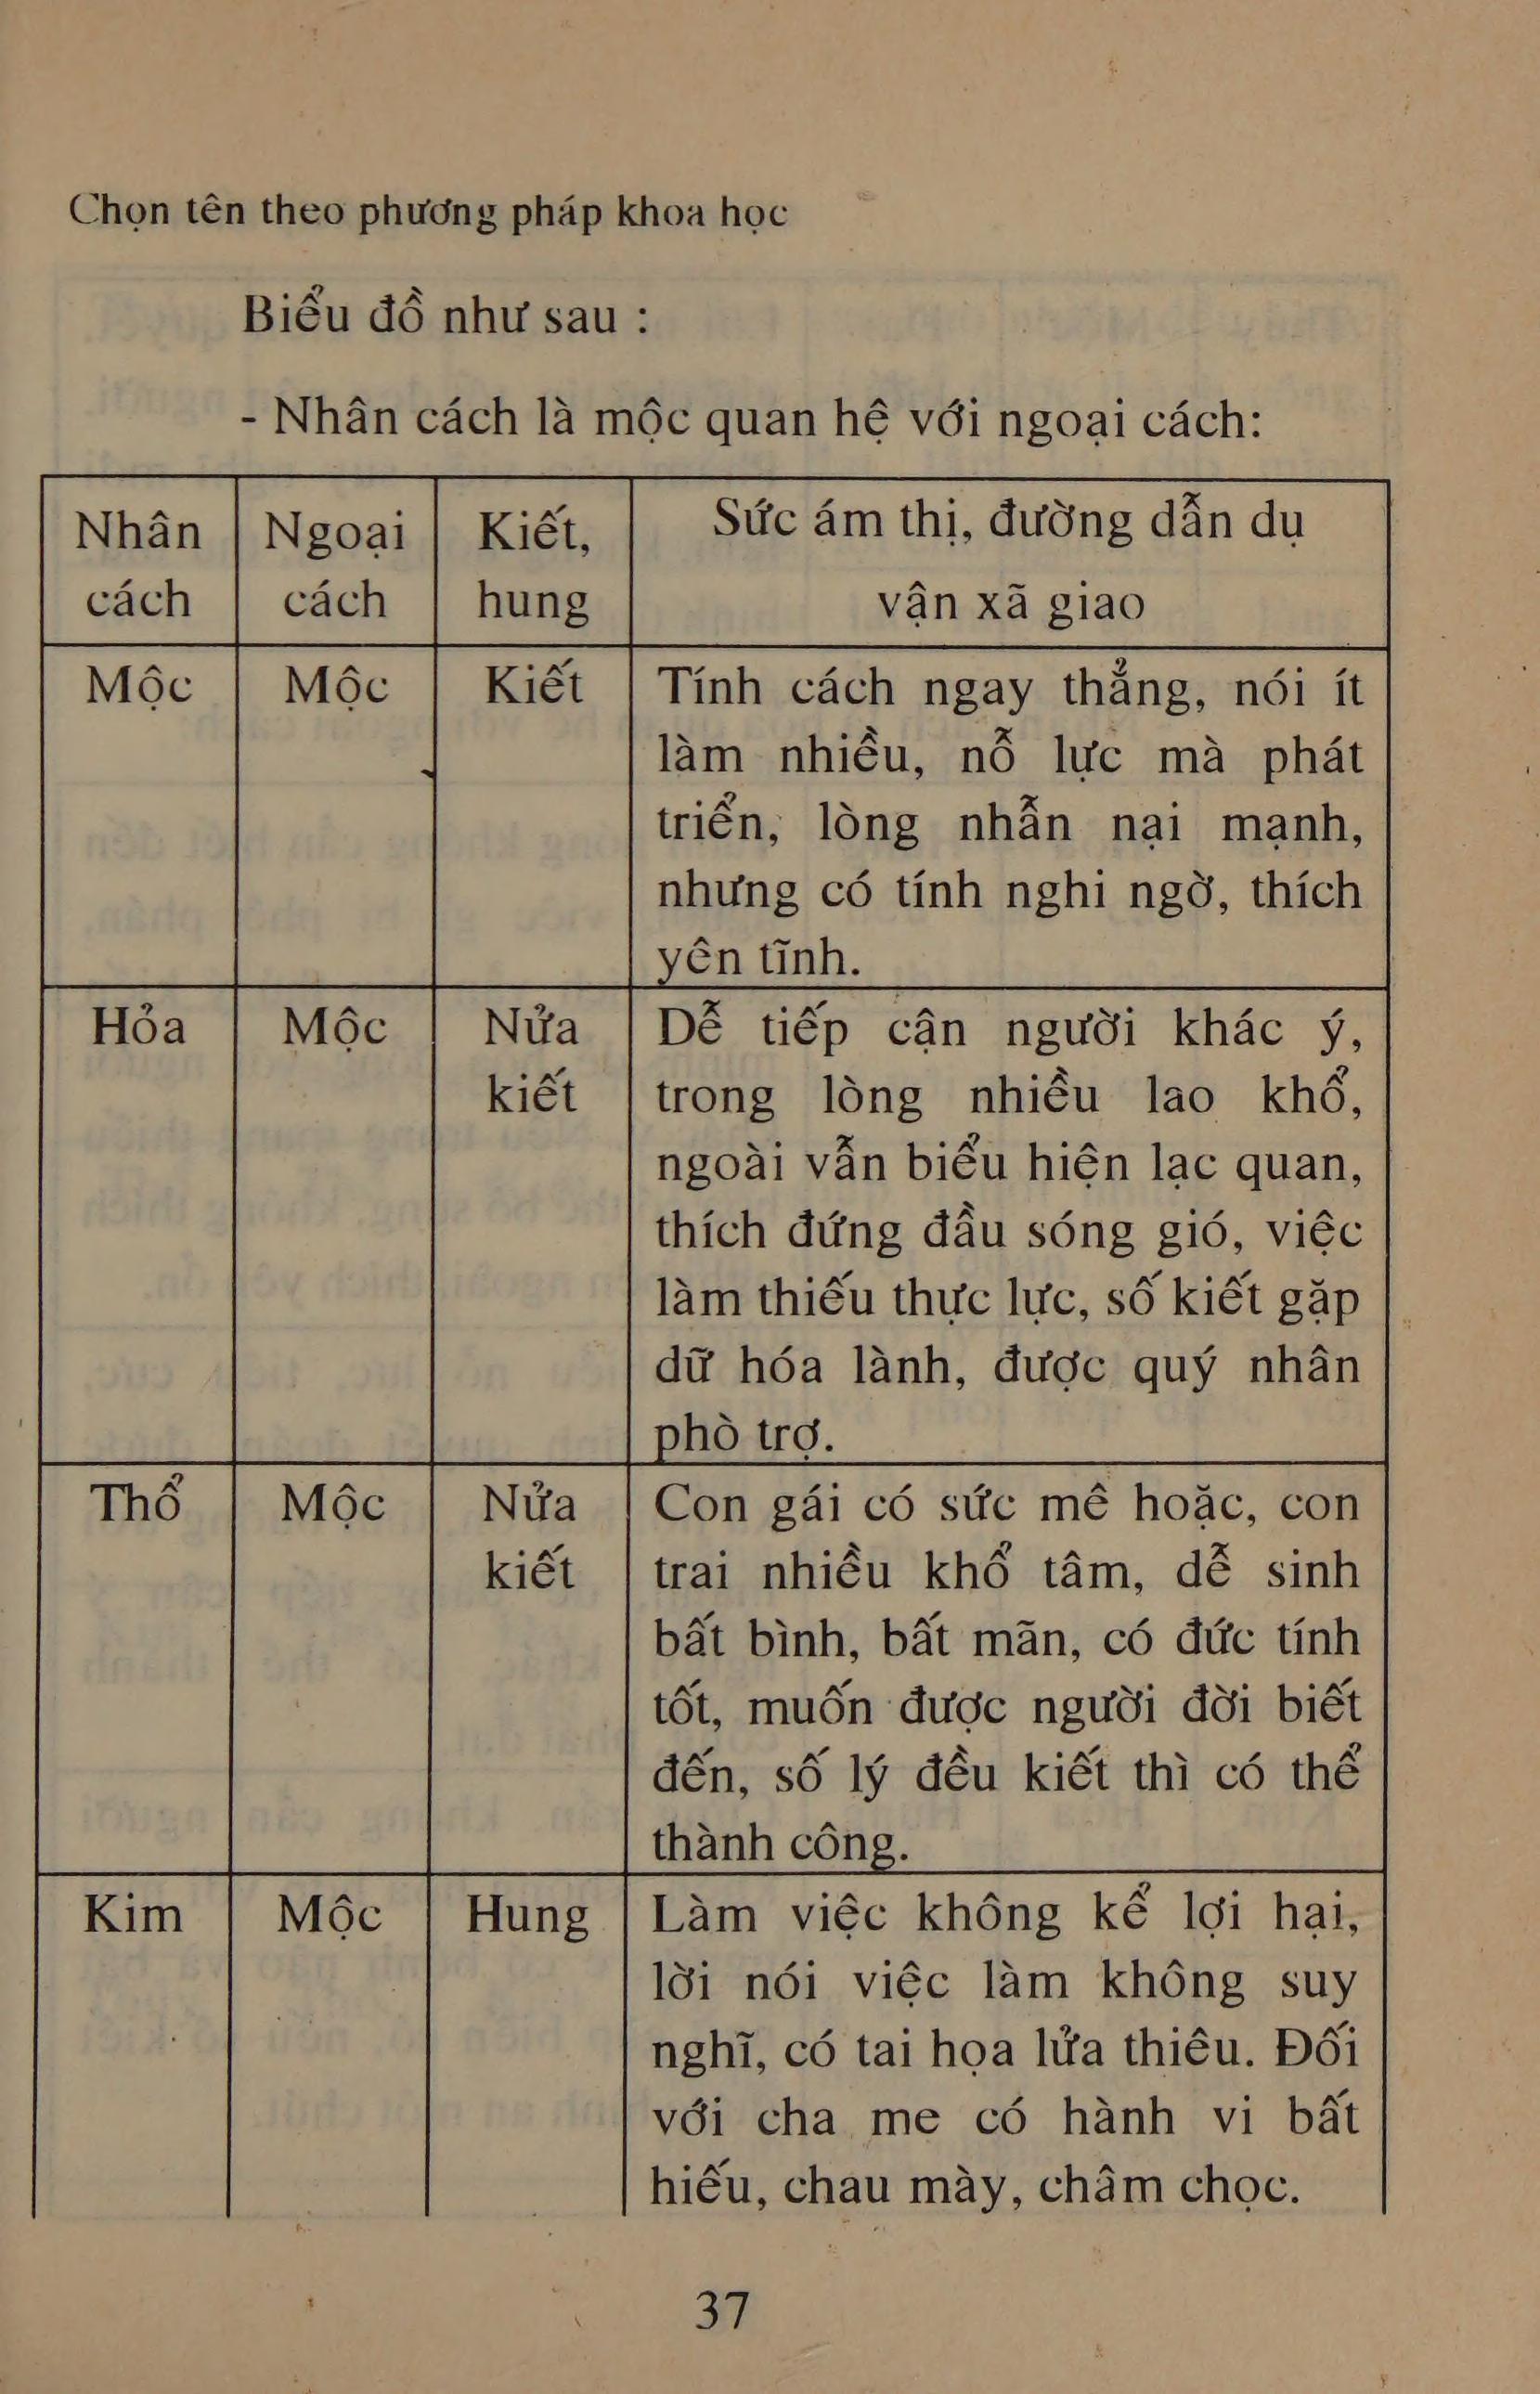 Chọn tên theo phương pháp khoa học
Biểu đồ như sau :
- Nhân cách là mộc quan hệ với ngoại cách:
Nhân cách | Ngoại cách | Kiết, hung | Sức ám thị, đường dẫn dụ vận xã giao
Mộc | Mộc | Kiết | Tính cách ngay thẳng, nói ít
làm nhiều, nỗ lực mà phát
triển, lòng nhẫn nại mạnh,
nhưng có tính nghi ngờ, thích
yên tĩnh.
Hỏa | Mộc | Nửa kiết | Dễ tiếp cận người khác ý,
trong lòng nhiều lao khổ,
ngoài vẫn biểu hiện lạc quan,
thích đứng đầu sóng gió, việc
làm thiếu thực lực, số kiết gặp
dữ hóa lành, được quý nhân
phò trợ.
Thổ | Mộc | Nửa kiết | Con gái có sức mê hoặc, con
trai nhiều khổ tâm, dễ sinh
bất bình, bất mãn, có đức tính
tốt, muốn được người đời biết
đến, số lý đều kiết thì có thể
thành công.
Kim | Mộc | Hung | Làm việc không kể lợi hại,
lời nói việc làm không suy
nghĩ, có tai họa lửa thiêu. Đối
với cha me có hành vi bất
hiếu, chau mày, châm chọc.
37